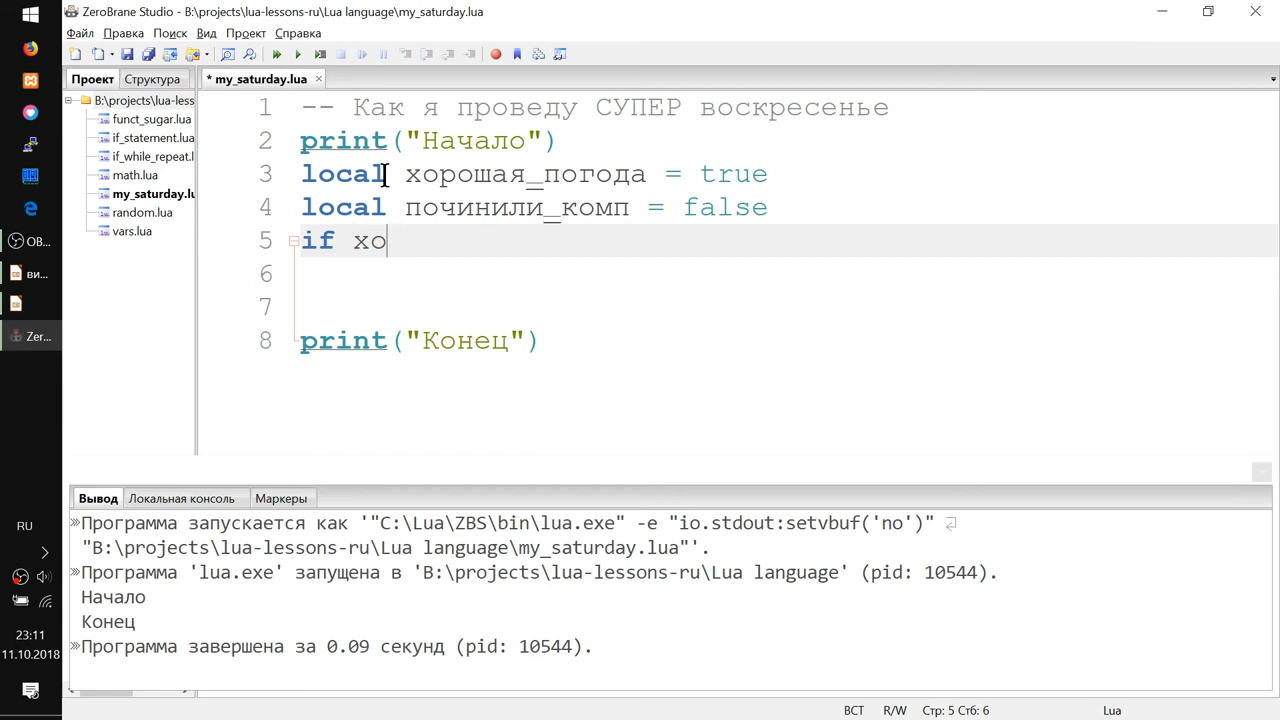 ZeroBrane Studio - B:\projects\lua-lessons-ru\Lua language\my_saturday.lua
Файл Правка Поиск Вид Проект Справка
Проект Структура
* my_saturday.lua
B:\projects\lua-less
funct_sugar.lua
if_statement.lua
if_while_repeat.l
math.lua
my_saturday.lu
random.lua
vars.lua
1 -- Как я проведу СУПЕР воскресенье
2 print("Начало")
3 local хорошая_погода = true
4 local починили_комп = false
5 if хо
6
7
8 print("Конец")
Вывод Локальная консоль Маркеры
Программа запускается как '"C:\Lua\ZBS\bin\lua.exe" -e "io.stdout:setvbuf('no')"
"B:\projects\lua-lessons-ru\Lua language\my_saturday.lua"'.
Программа 'lua.exe' запущена в 'B:\projects\lua-lessons-ru\Lua language' (pid: 10544).
Начало
Конец
Программа завершена за 0.09 секунд (pid: 10544).
ВСТ R/W Стр: 5 Стб: 6 Lua
OB...
ви...
Zer...
RU
23:11
11.10.2018